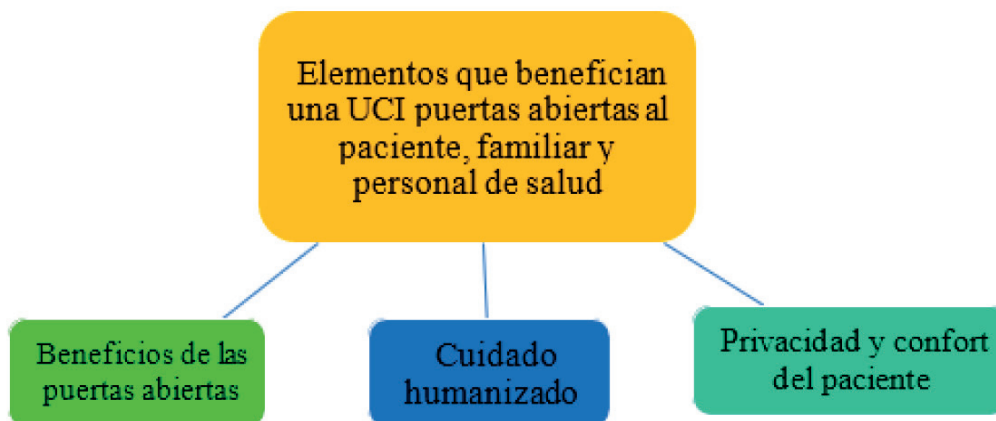 Elementos que benefician
una UCI puertas abiertas al
paciente, familiar y
personal de salud
Beneficios de las
puertas abiertas
Cuidado
humanizado
Privacidad y confort
del paciente